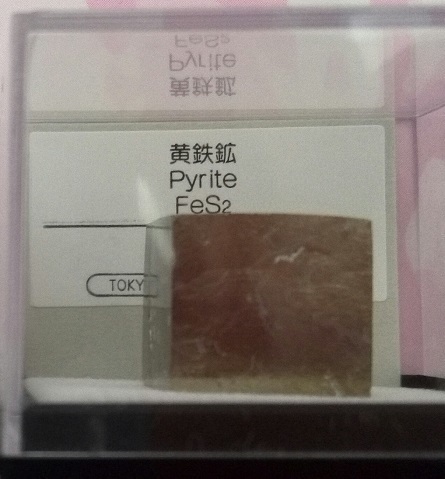 黄鉄鉱
Pyrite
FeS2
TOKY